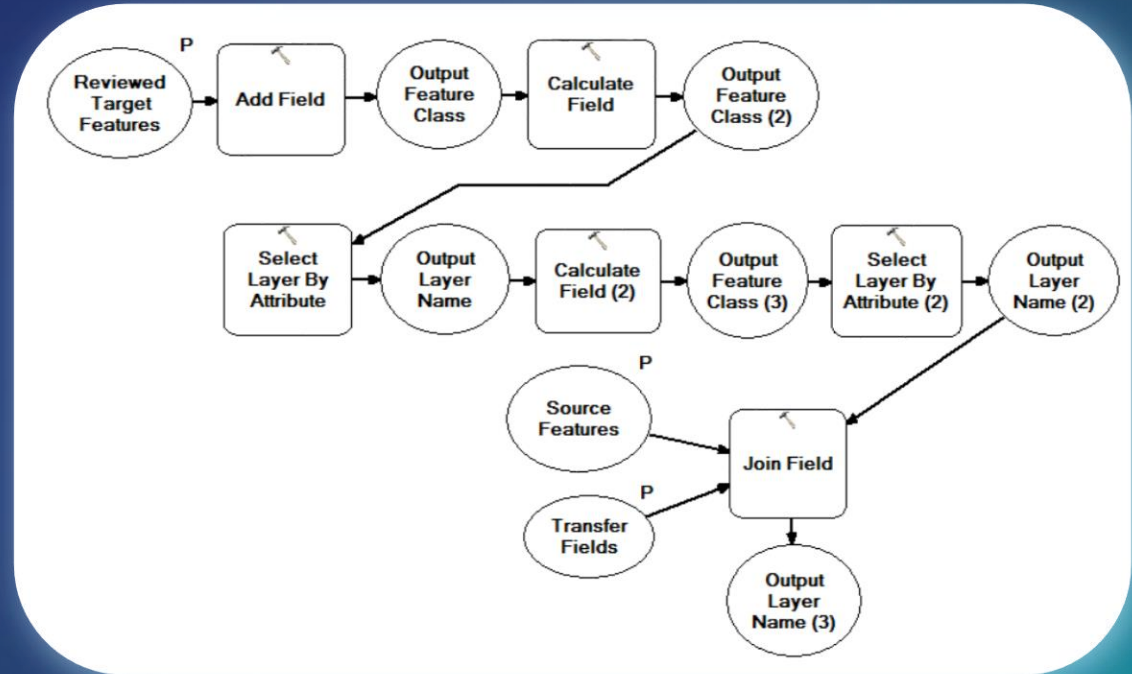 P
Reviewed
Target
Features
Add Field
Output
Feature
Class
Calculate
Field
Output
Feature
Class (2)
Select
Layer By
Attribute
Output
Layer
Name
Calculate
Field (2)
Output
Feature
Class (3)
Select
Layer By
Attribute (2)
Output
Layer
Name (2)
P
Source
Features
Join Field
P
Transfer
Fields
Output
Layer
Name (3)